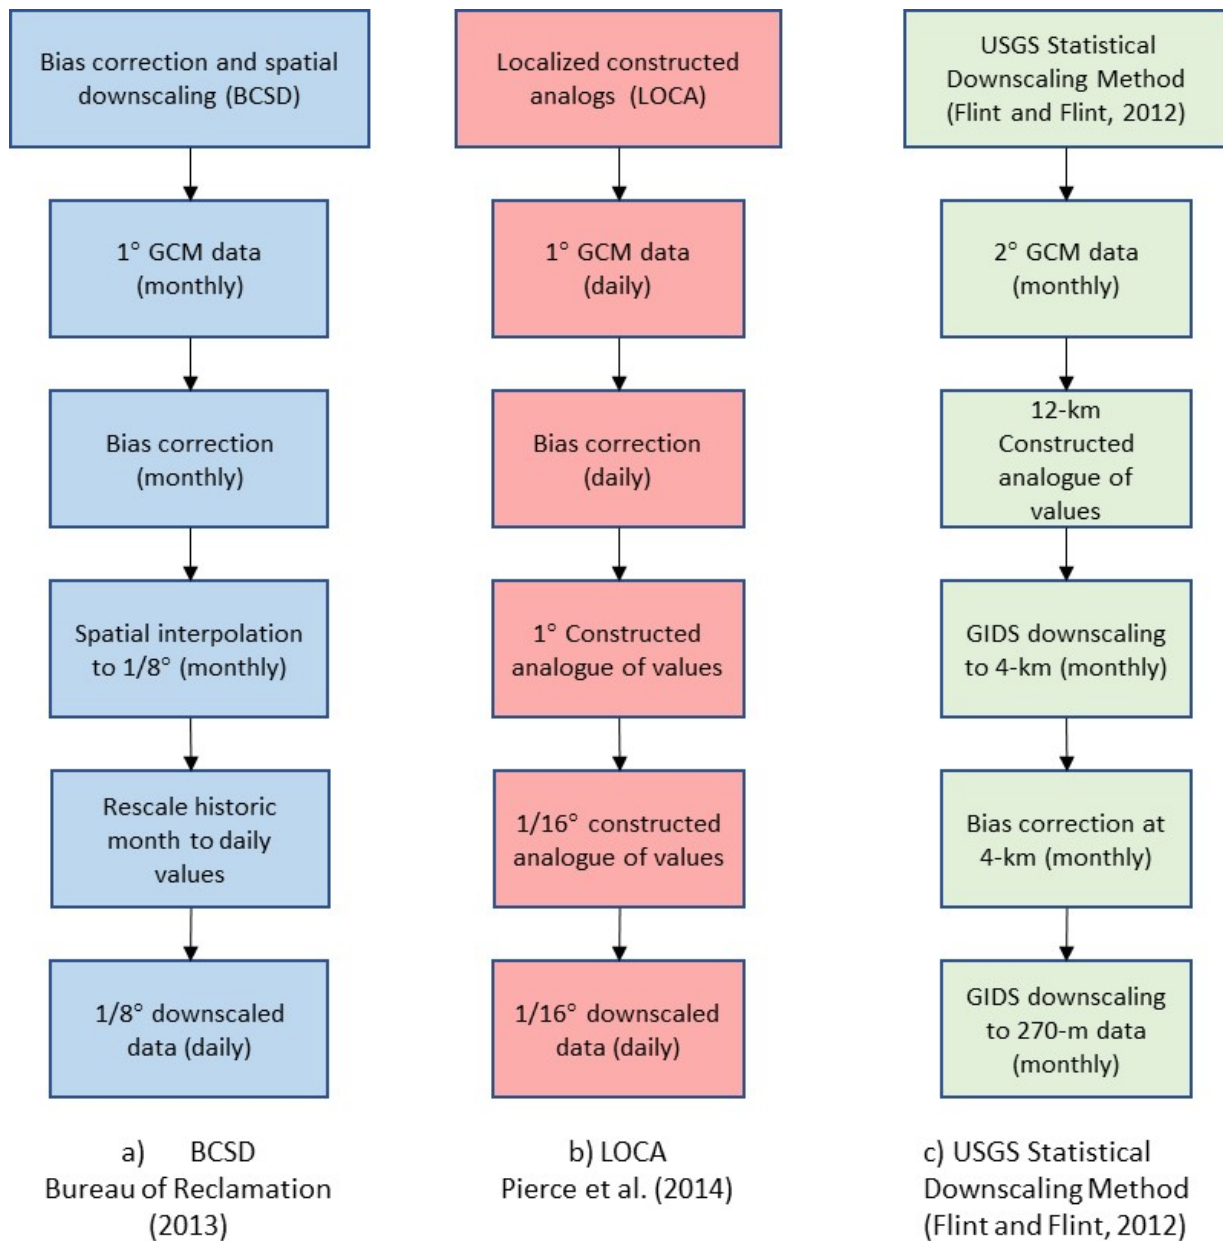 Bias correction and spatial
downscaling (BCSD)
1° GCM data
(monthly)
Bias correction
(monthly)
Spatial interpolation
to 1/8° (monthly)
Rescale historic
month to daily
values
1/8° downscaled
data (daily)
a) BCSD
Bureau of Reclamation
(2013)
Localized constructed
analogs (LOCA)
1° GCM data
(daily)
Bias correction
(daily)
1° Constructed
analogue of values
1/16° constructed
analogue of values
1/16° downscaled
data (daily)
b) LOCA
Pierce et al. (2014)
USGS Statistical
Downscaling Method
(Flint and Flint, 2012)
2° GCM data
(monthly)
12-km
Constructed
analogue of
values
GIDS downscaling
to 4-km (monthly)
Bias correction at
4-km (monthly)
GIDS downscaling
to 270-m data
(monthly)
c) USGS Statistical
Downscaling Method
(Flint and Flint, 2012)